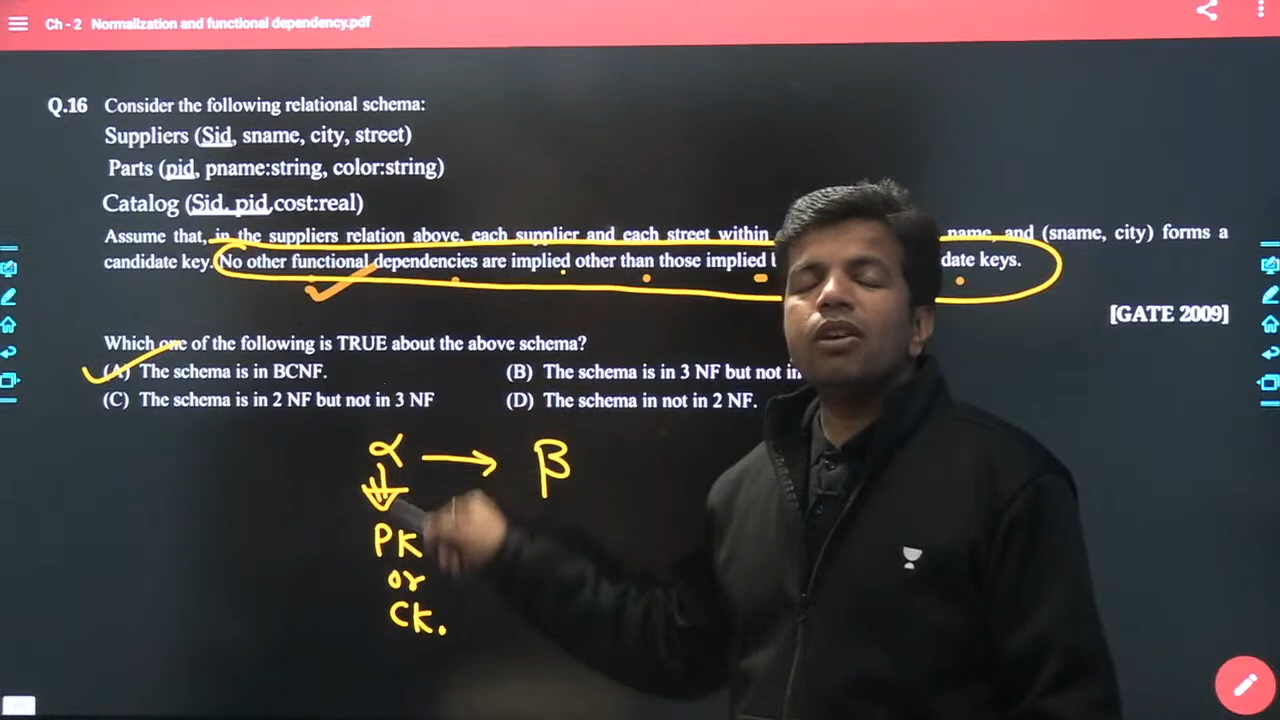 Ch - 2 Normalization and functional dependency.pdf
Q.16 Consider the following relational schema:
Suppliers (Sid, sname, city, street)
Parts (pid, pname:string, color:string)
Catalog (Sid, pid,cost:real)
Assume that, in the suppliers relation above, each supplier and each street within name, and (sname, city) forms a
candidate key. No other functional dependencies are implied other than those implied keys.
[GATE 2009]
Which one of the following is TRUE about the above schema?
(A) The schema is in BCNF. (B) The schema is in 3 NF but not in
(C) The schema is in 2 NF but not in 3 NF (D) The schema in not in 2 NF.
α → β
PK
or
CK.